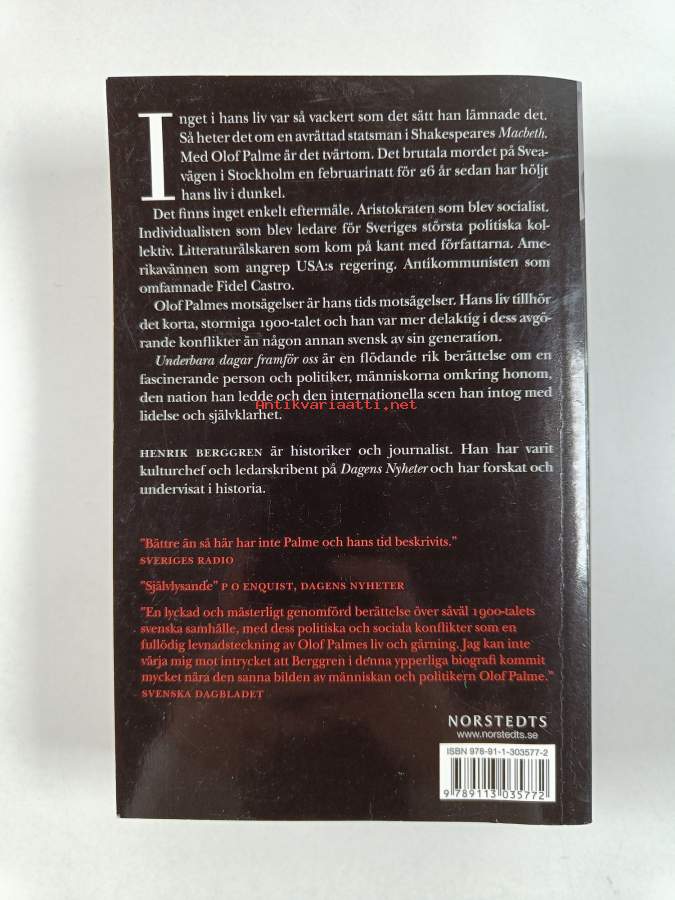 Inget i hans liv var så vackert som det sätt han lämnade det.
Så heter det om en avrättad statsman i Shakespeares Macbeth.
Med Olof Palme är det tvärtom. Det brutala mordet på Svea-
vägen i Stockholm en februarinatt för 26 år sedan har höljt
hans liv i dunkel.
Det finns inget enkelt eftermäle. Aristokraten som blev socialist.
Individualisten som blev ledare för Sveriges största politiska kol-
lektiv. Litteraturälskaren som kom på kant med författarna. Ame-
rikavännen som angrep USA:s regering. Antikommunisten som
omfamnade Fidel Castro.
Olof Palmes motsägelser är hans tids motsägelser. Hans liv tillhör
det korta, stormiga 1900-talet och han var mer delaktig i dess avgö-
rande konflikter än någon annan svensk av sin generation.
Underbara dagar framför oss är en flödande rik berättelse om en
fascinerande person och politiker, människorna omkring honom,
den nation han ledde och den internationella scen han intog med
lidelse och självklarhet.
Antikvariaatti.net
HENRIK BERGGREN är historiker och journalist. Han har varit
kulturchef och ledarskribent på Dagens Nyheter och har forskat och
undervisat i historia.
"Bättre än så här har inte Palme och hans tid beskrivits."
SVERIGES RADIO
"Självlysande" P O ENQUIST, DAGENS NYHETER
"En lyckad och mästerligt genomförd berättelse över såväl 1900-talets
svenska samhälle, med dess politiska och sociala konflikter som en
fullödig levnadsteckning av Olof Palmes liv och gärning. Jag kan inte
värja mig mot intrycket att Berggren i denna ypperliga biografi kommit
mycket nära den sanna bilden av människan och politikern Olof Palme."
SVENSKA DAGBLADET
NORSTEDTS
www.norstedts.se
ISBN 978-91-1-303577-2
9 789113 035772